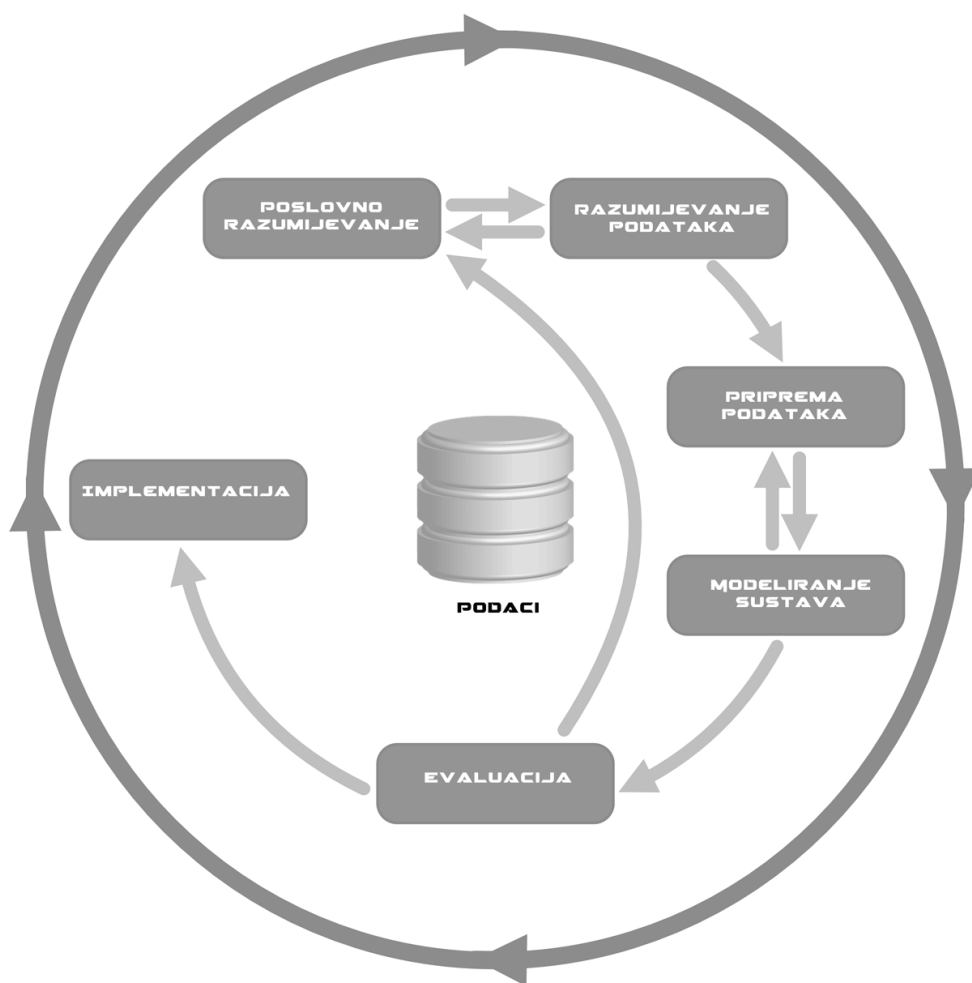 POSLOVNO
RAZUMIJEVANJE
RAZUMIJEVANJE
PODATAKA
PRIPREMA
PODATAKA
IMPLEMENTACIJA
MODELIRANJE
SUSTAVA
PODACI
EVALUACIJA